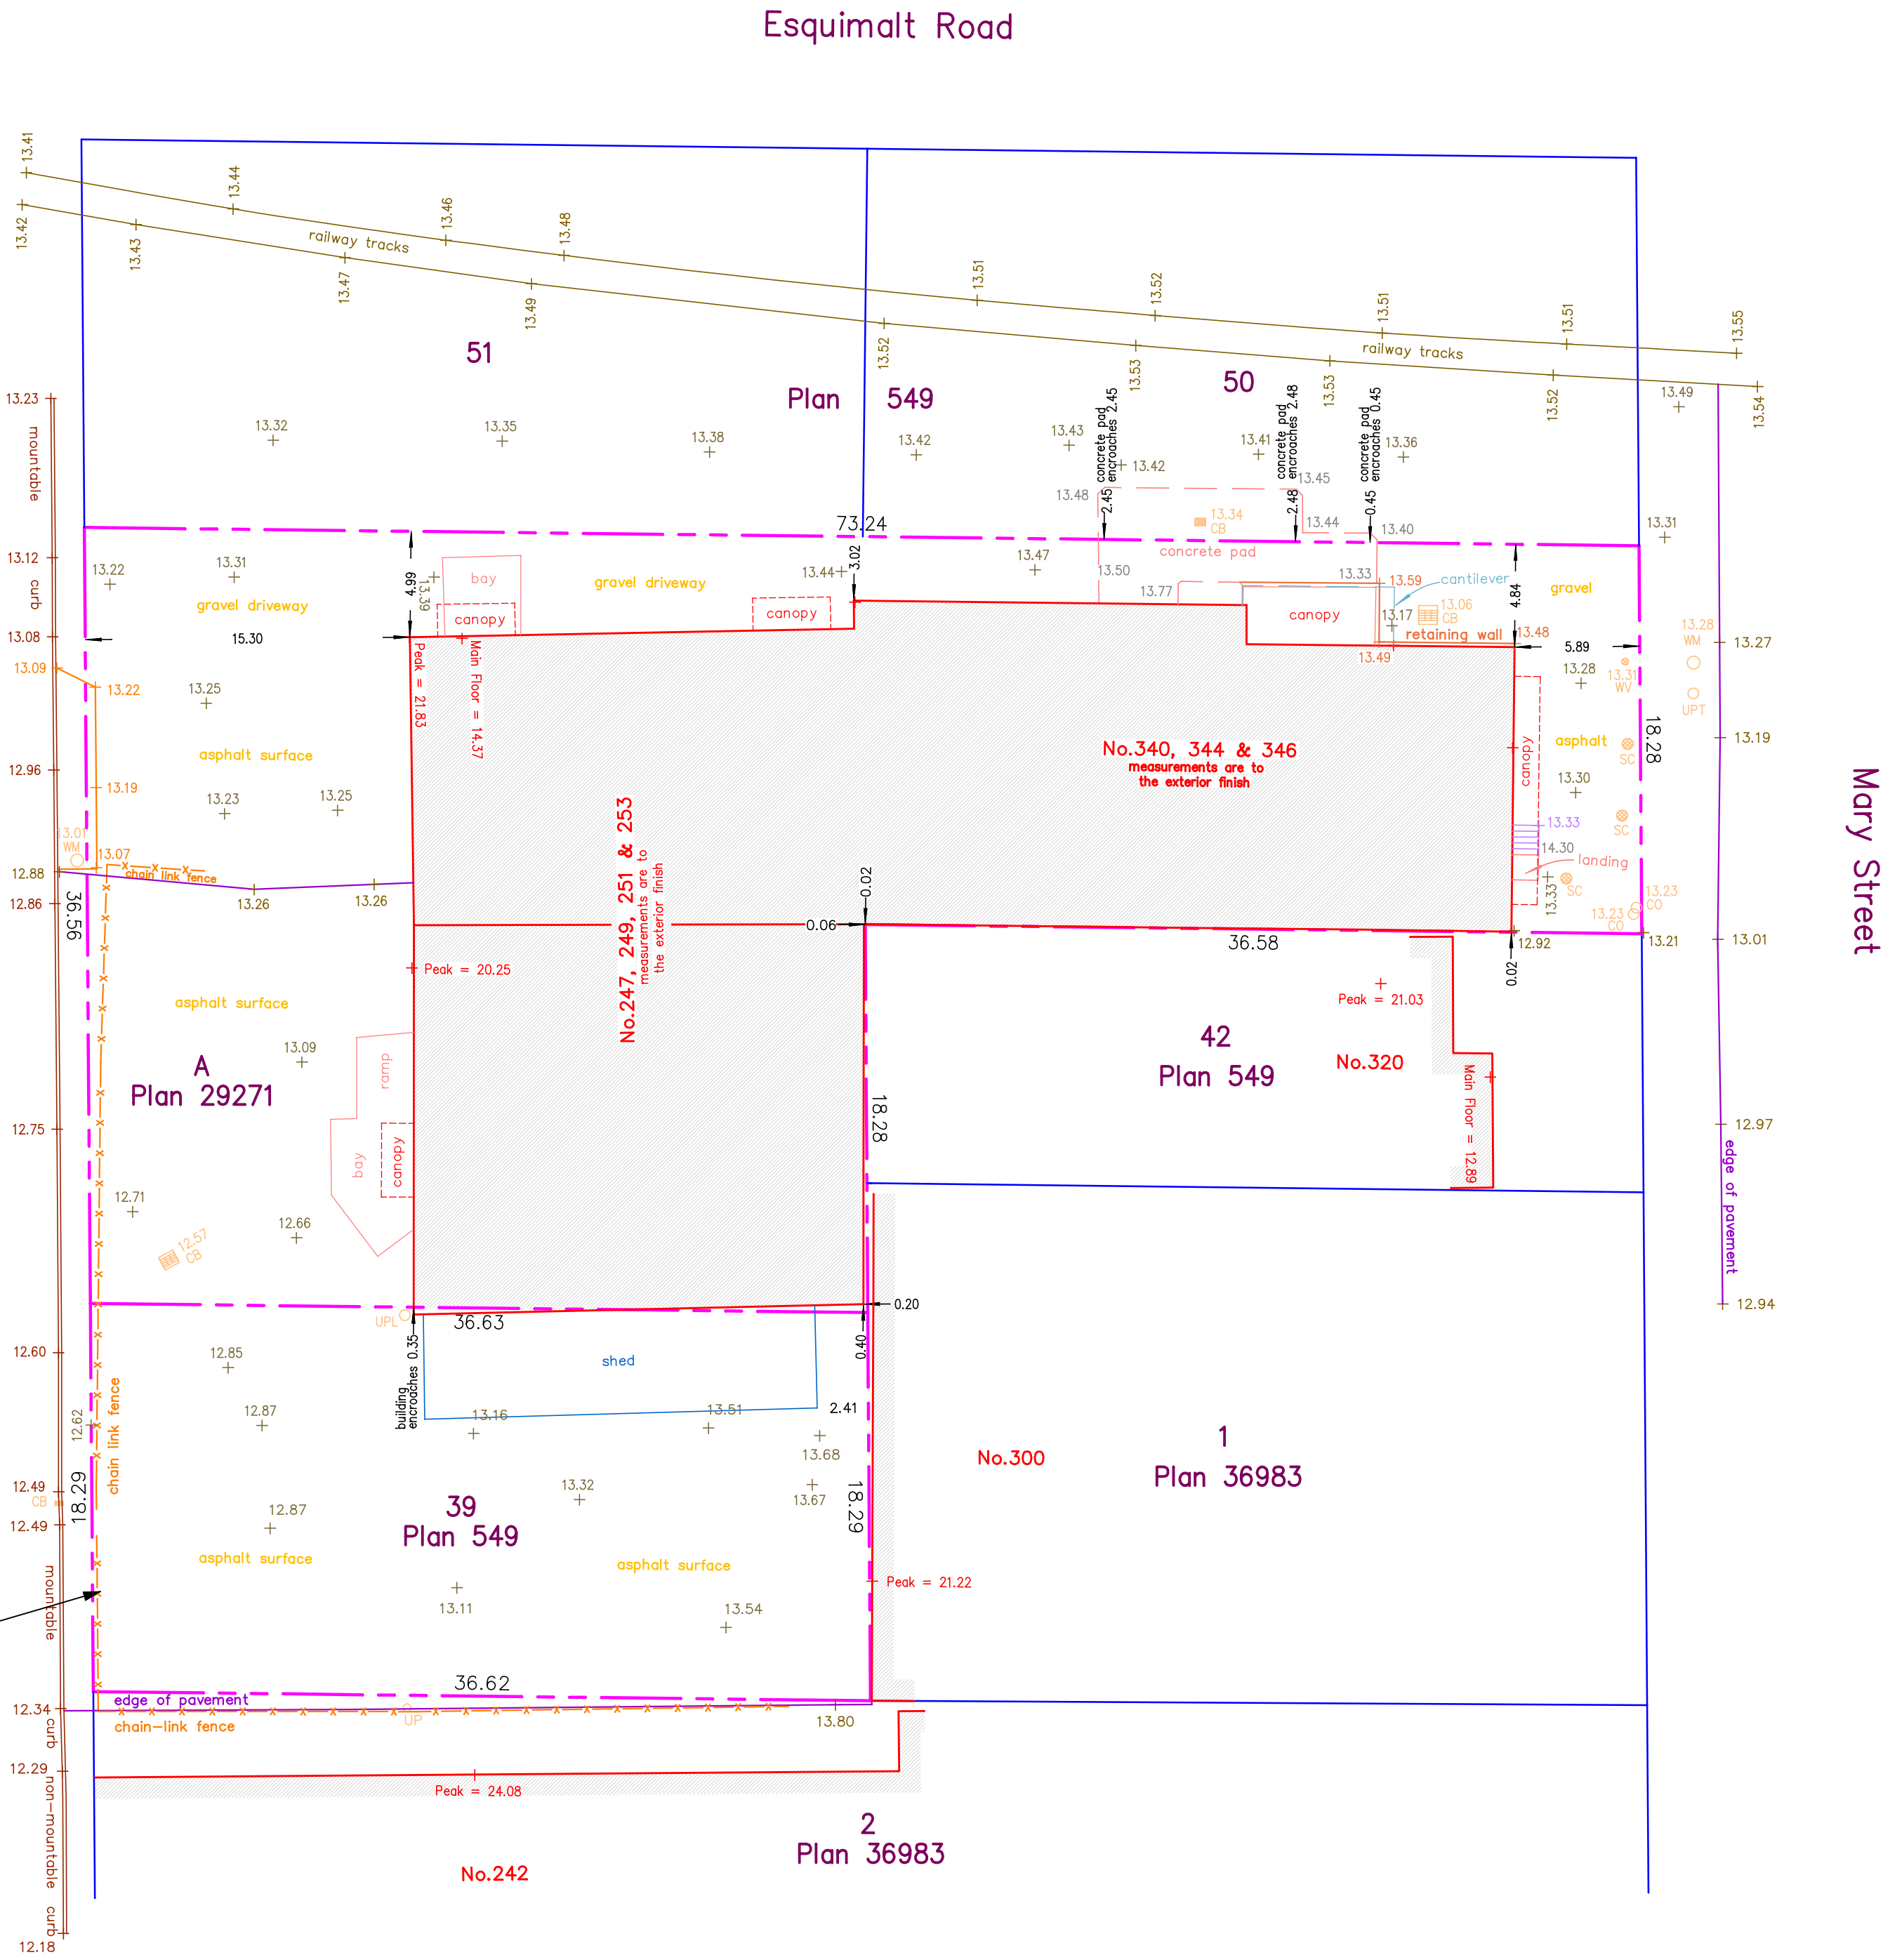 Esquimalt Road
13.41
13.44
13.46
13.48
13.51
13.52
13.51
13.51
13.55
13.42
13.43
13.47
13.49
13.52
13.53
13.53
13.52
13.54
railway tracks
railway tracks
51
50
Plan 549
13.49
13.32
13.35
13.38
13.42
13.43
13.42
13.41
13.36
concrete pad
encroaches 2.45
2.45
concrete pad
encroaches 2.48
2.48
concrete pad
encroaches 0.45
0.45
13.45
13.48
13.44
13.40
13.34
CB
concrete pad
13.31
73.24
3.02
13.23
mountable
curb
13.12
13.08
13.09
12.96
12.88
12.86
12.75
12.60
12.49
CB
12.49
mountable
curb
12.34
12.29
non-mountable curb
12.18
13.22
13.31
gravel driveway
15.30
4.99
13.39
bay
canopy
gravel driveway
canopy
13.44
13.47
13.50
13.77
13.33
13.59
cantilever
13.17
canopy
13.06
CB
retaining wall
13.48
13.49
4.84
gravel
5.89
13.28
WM
13.27
13.28
13.31
WV
UPT
Peak = 21.83
Main Floor = 14.37
13.22
13.25
asphalt surface
13.19
13.23
13.25
13.01
WM
13.07
chain link fence
13.26
13.26
36.56
No.340, 344 & 346
measurements are to
the exterior finish
No.247, 249, 251 & 253
measurements are to
the exterior finish
canopy
asphalt
SC
13.30
SC
13.33
14.30
landing
SC
13.33
13.23
CO
13.23
CO
18.28
13.19
13.01
13.21
12.92
Mary Street
0.02
0.06
36.58
0.02
Peak = 20.25
asphalt surface
13.09
A
Plan 29271
ramp
bay
canopy
12.71
12.66
12.57
CB
Peak = 21.03
42
Plan 549
No.320
Main Floor = 12.89
18.28
12.97
edge of pavement
12.94
0.20
0.40
UPL
36.63
building
encroaches 0.35
shed
2.41
12.85
12.87
12.62
chain link fence
13.16
13.51
13.68
13.67
13.32
12.87
18.29
18.29
39
Plan 549
asphalt surface
asphalt surface
13.11
13.54
No.300
1
Plan 36983
Peak = 21.22
36.62
edge of pavement
chain-link fence
UP
13.80
Peak = 24.08
2
Plan 36983
No.242